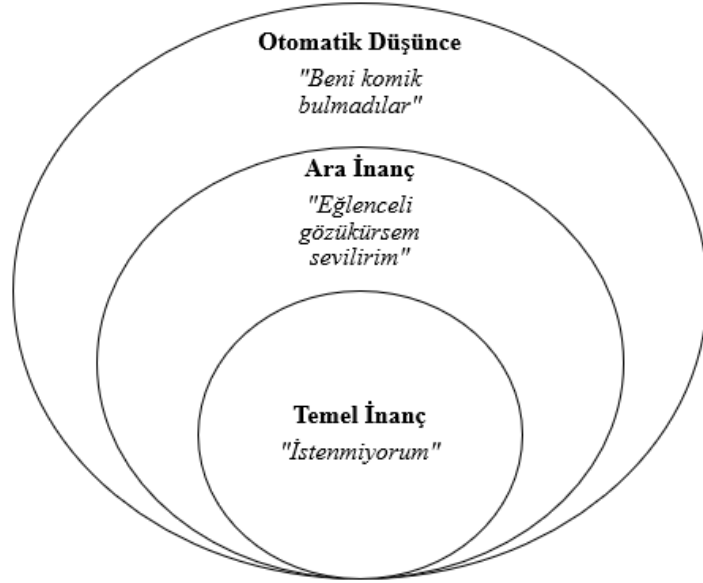 Otomatik Düşünce
"Beni komik
bulmadılar"
Ara İnanç
"Eğlenceli
gözükürsem
sevilirim"
Temel İnanç
"İstenmiyorum"